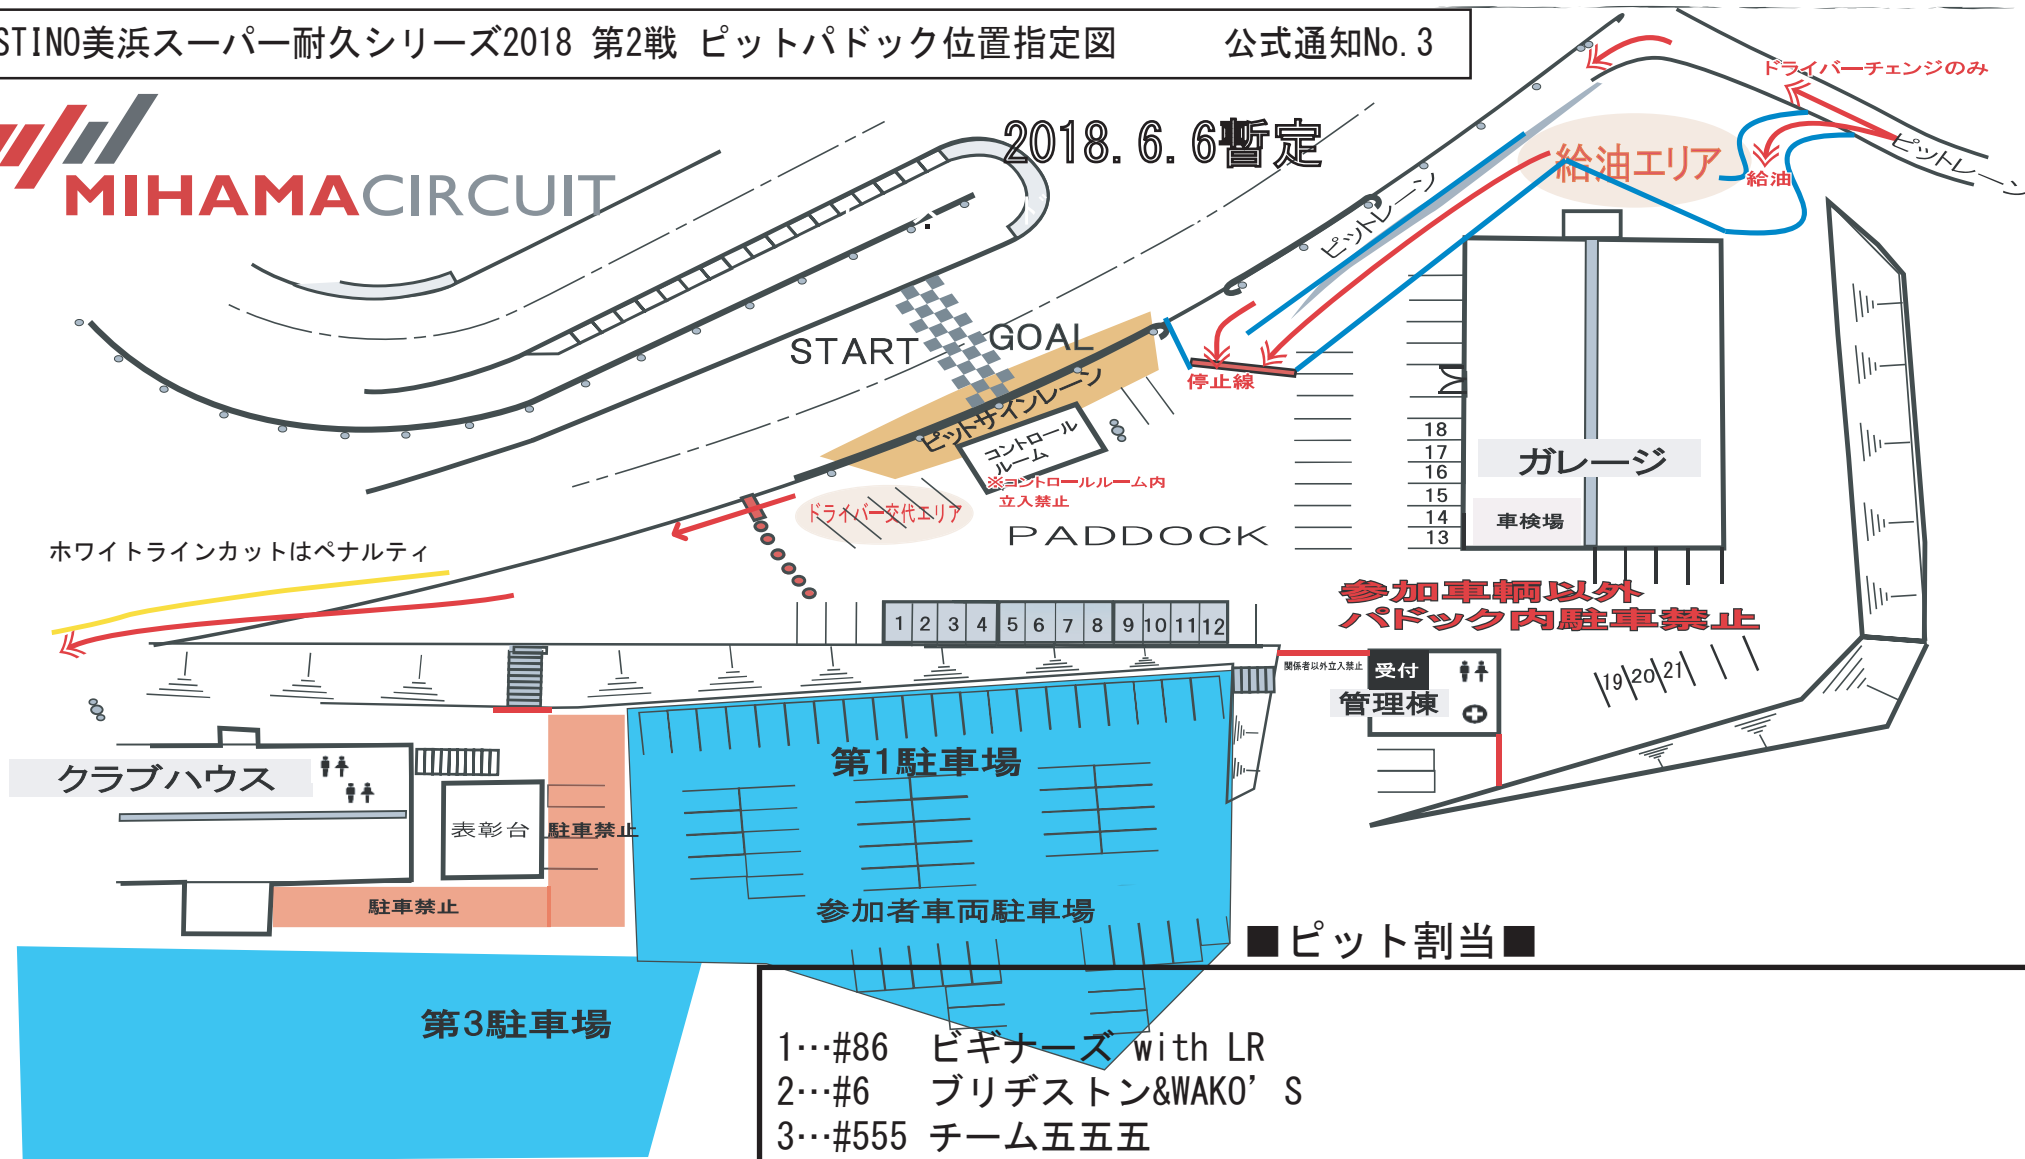 STINO美浜スーパー耐久シリーズ2018 第2戦 ピットパドック位置指定図 公式通知No.3
ドライバーチェンジのみ
2018.6.6暫定
MIHAMACIRCUIT
給油エリア
給油
ピットレーン
ピットレーン
START
GOAL
停止線
ピットサインレーン
コントロール
ルーム
※コントロールルーム内
立入禁止
ドライバー交代エリア
PADDOCK
18
17
16
15
14
13
ガレージ
車検場
ホワイトラインカットはペナルティ
参加車輌以外
パドック内駐車禁止
1 2 3 4 5 6 7 8 9 10 11 12
関係者以外立入禁止
受付
管理棟
19 20 21
第1駐車場
クラブハウス
表彰台
駐車禁止
駐車禁止
参加者車両駐車場
■ピット割当■
第3駐車場
1…#86 ビギナーズ with LR
2…#6 ブリヂストン&WAKO'S
3…#555 チーム五五五